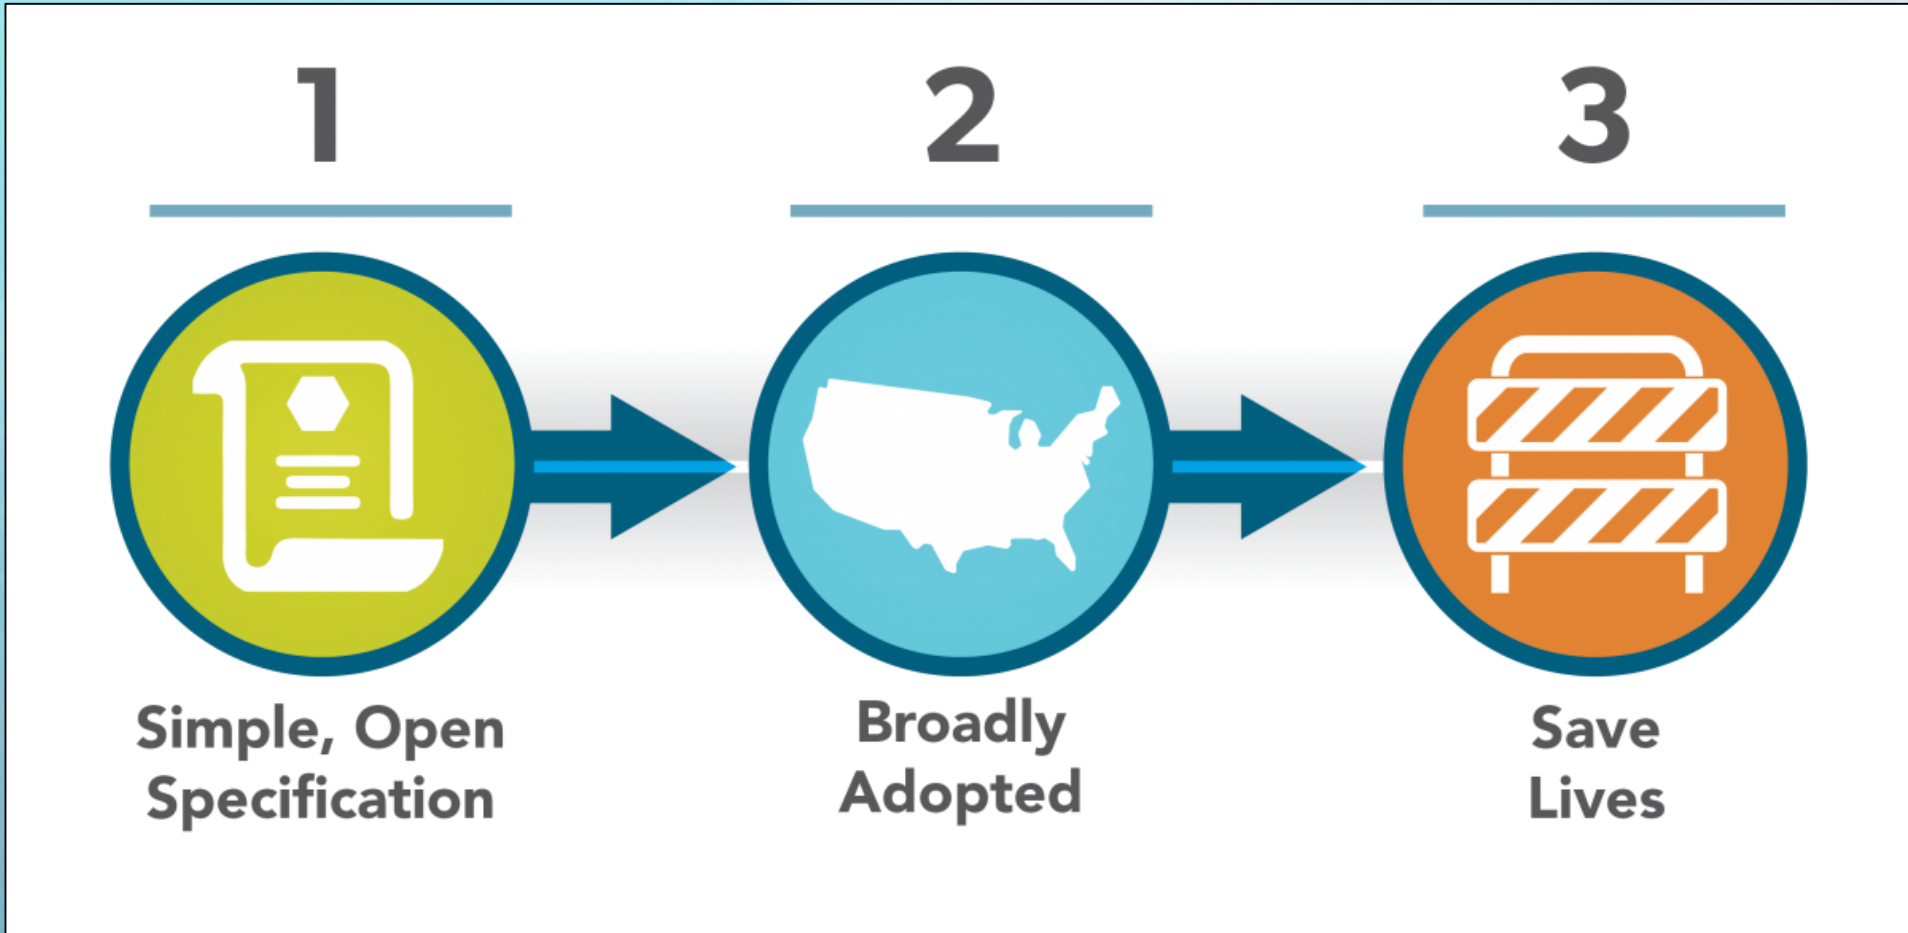 1
2
3
Simple, Open
Specification
Broadly
Adopted
Save
Lives